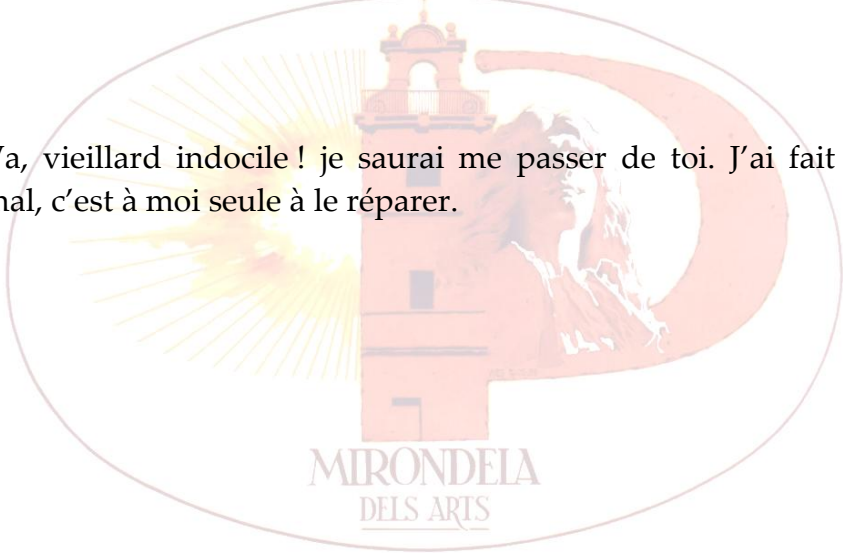 Va, vieillard indocile ! je saurai me passer de toi. J’ai fait
mal, c’est à moi seule à le réparer.
MIRONDELA
DELS ARTS